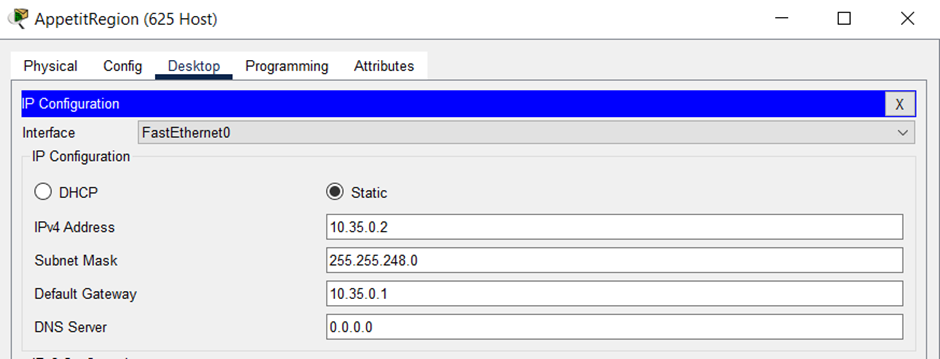 AppetitRegion (625 Host)
Physical Config Desktop Programming Attributes
IP Configuration X
Interface FastEthernet0
IP Configuration
DHCP Static
IPv4 Address 10.35.0.2
Subnet Mask 255.255.248.0
Default Gateway 10.35.0.1
DNS Server 0.0.0.0